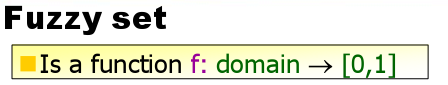 Fuzzy set
Is a function f: domain → [0,1]